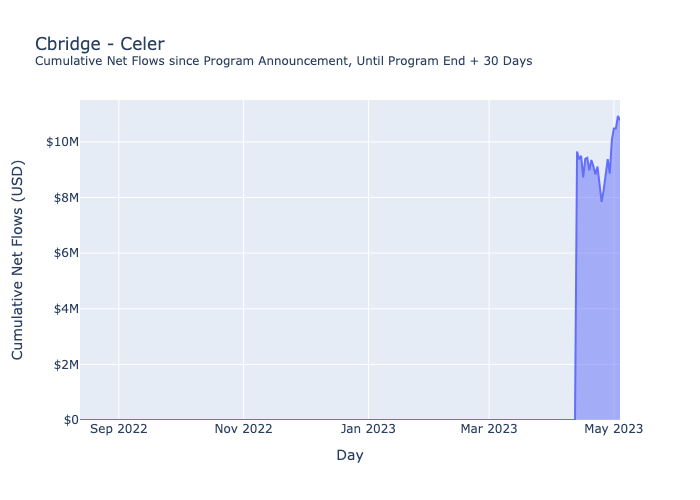 Cbridge - Celer
Cumulative Net Flows since Program Announcement, Until Program End + 30 Days
Cumulative Net Flows (USD)
$10M
$8M
$6M
$4M
$2M
$0
Sep 2022
Nov 2022
Jan 2023
Mar 2023
May 2023
Day